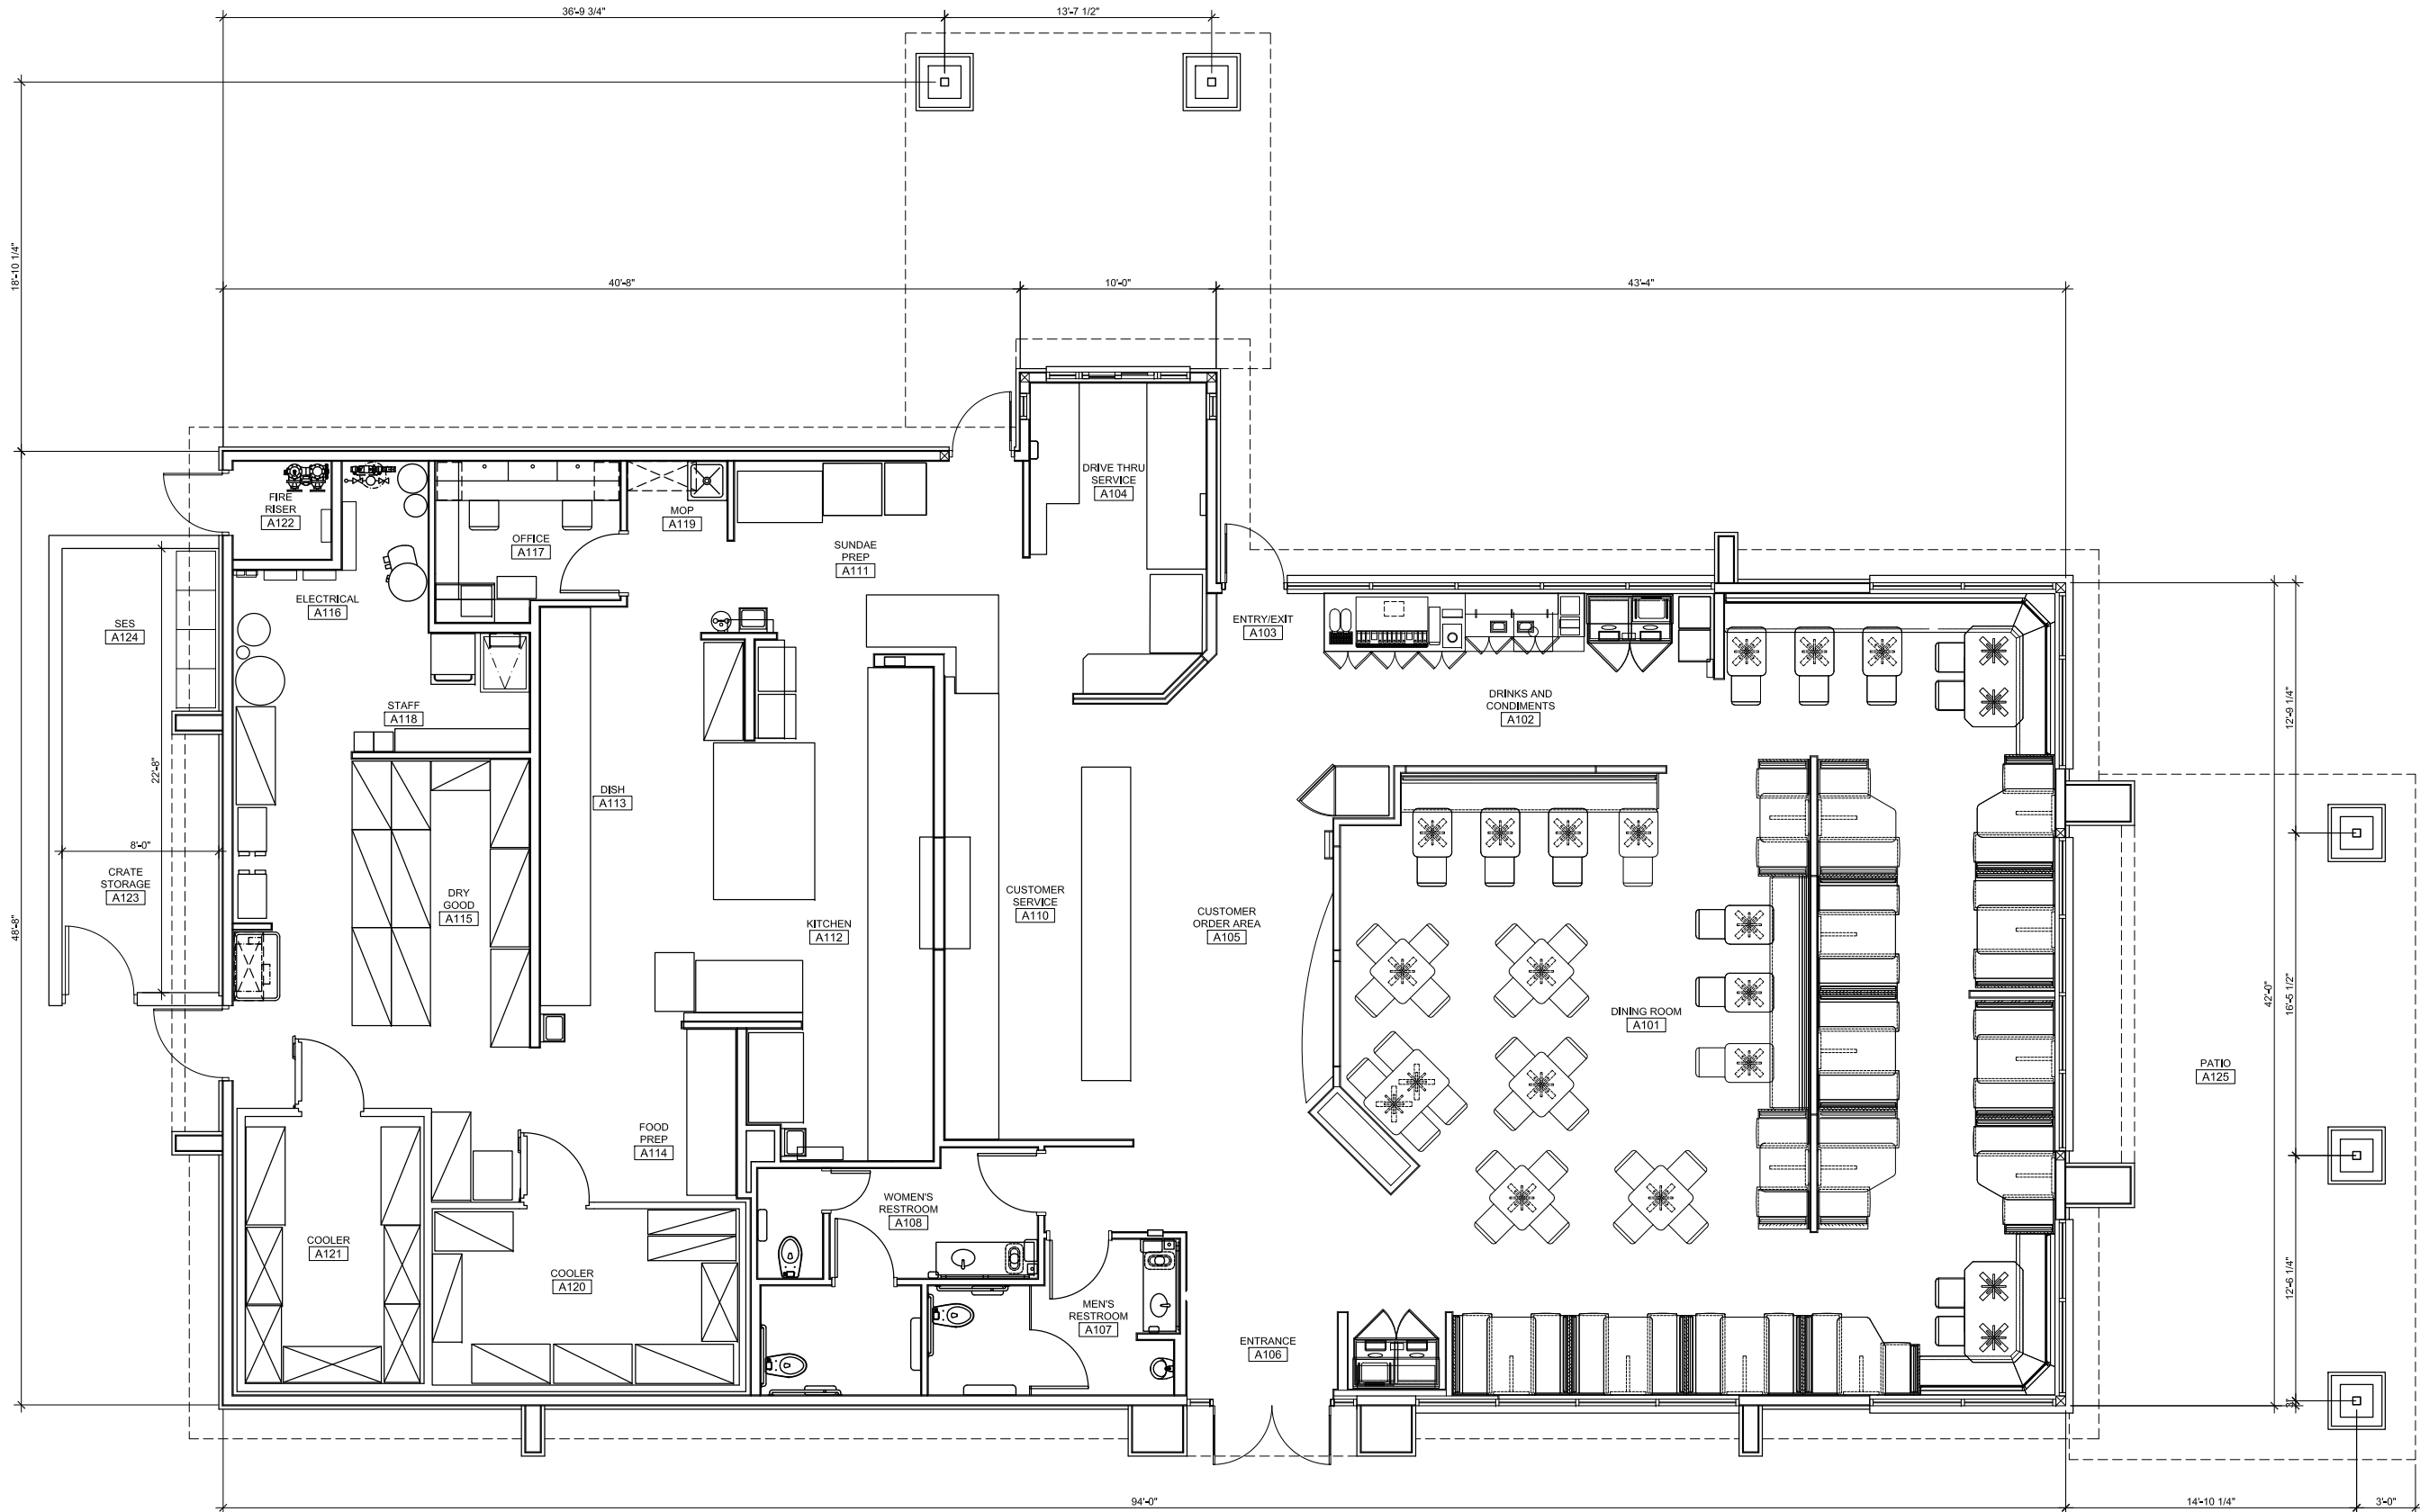 36'-9 3/4"
13'-7 1/2"
18'-10 1/4"
40'-8"
10'-0"
43'-4"
DRIVE THRU
SERVICE
A104
FIRE
RISER
A122
OFFICE
A117
MOP
A119
SUNDAE
PREP
A111
ELECTRICAL
A116
SES
A124
ENTRY/EXIT
A103
STAFF
A118
DRINKS AND
CONDIMENTS
A102
12'-9 1/4"
22'-8"
DISH
A113
8'-0"
CRATE
STORAGE
A123
DRY
GOOD
A115
KITCHEN
A112
CUSTOMER
SERVICE
A110
CUSTOMER
ORDER AREA
A105
48'-8"
DINING ROOM
A101
42'-0"
16'-5 1/2"
PATIO
A125
FOOD
PREP
A114
WOMEN'S
RESTROOM
A108
COOLER
A121
COOLER
A120
MEN'S
RESTROOM
A107
ENTRANCE
A106
12'-6 1/4"
3"
94'-0"
14'-10 1/4"
3'-0"